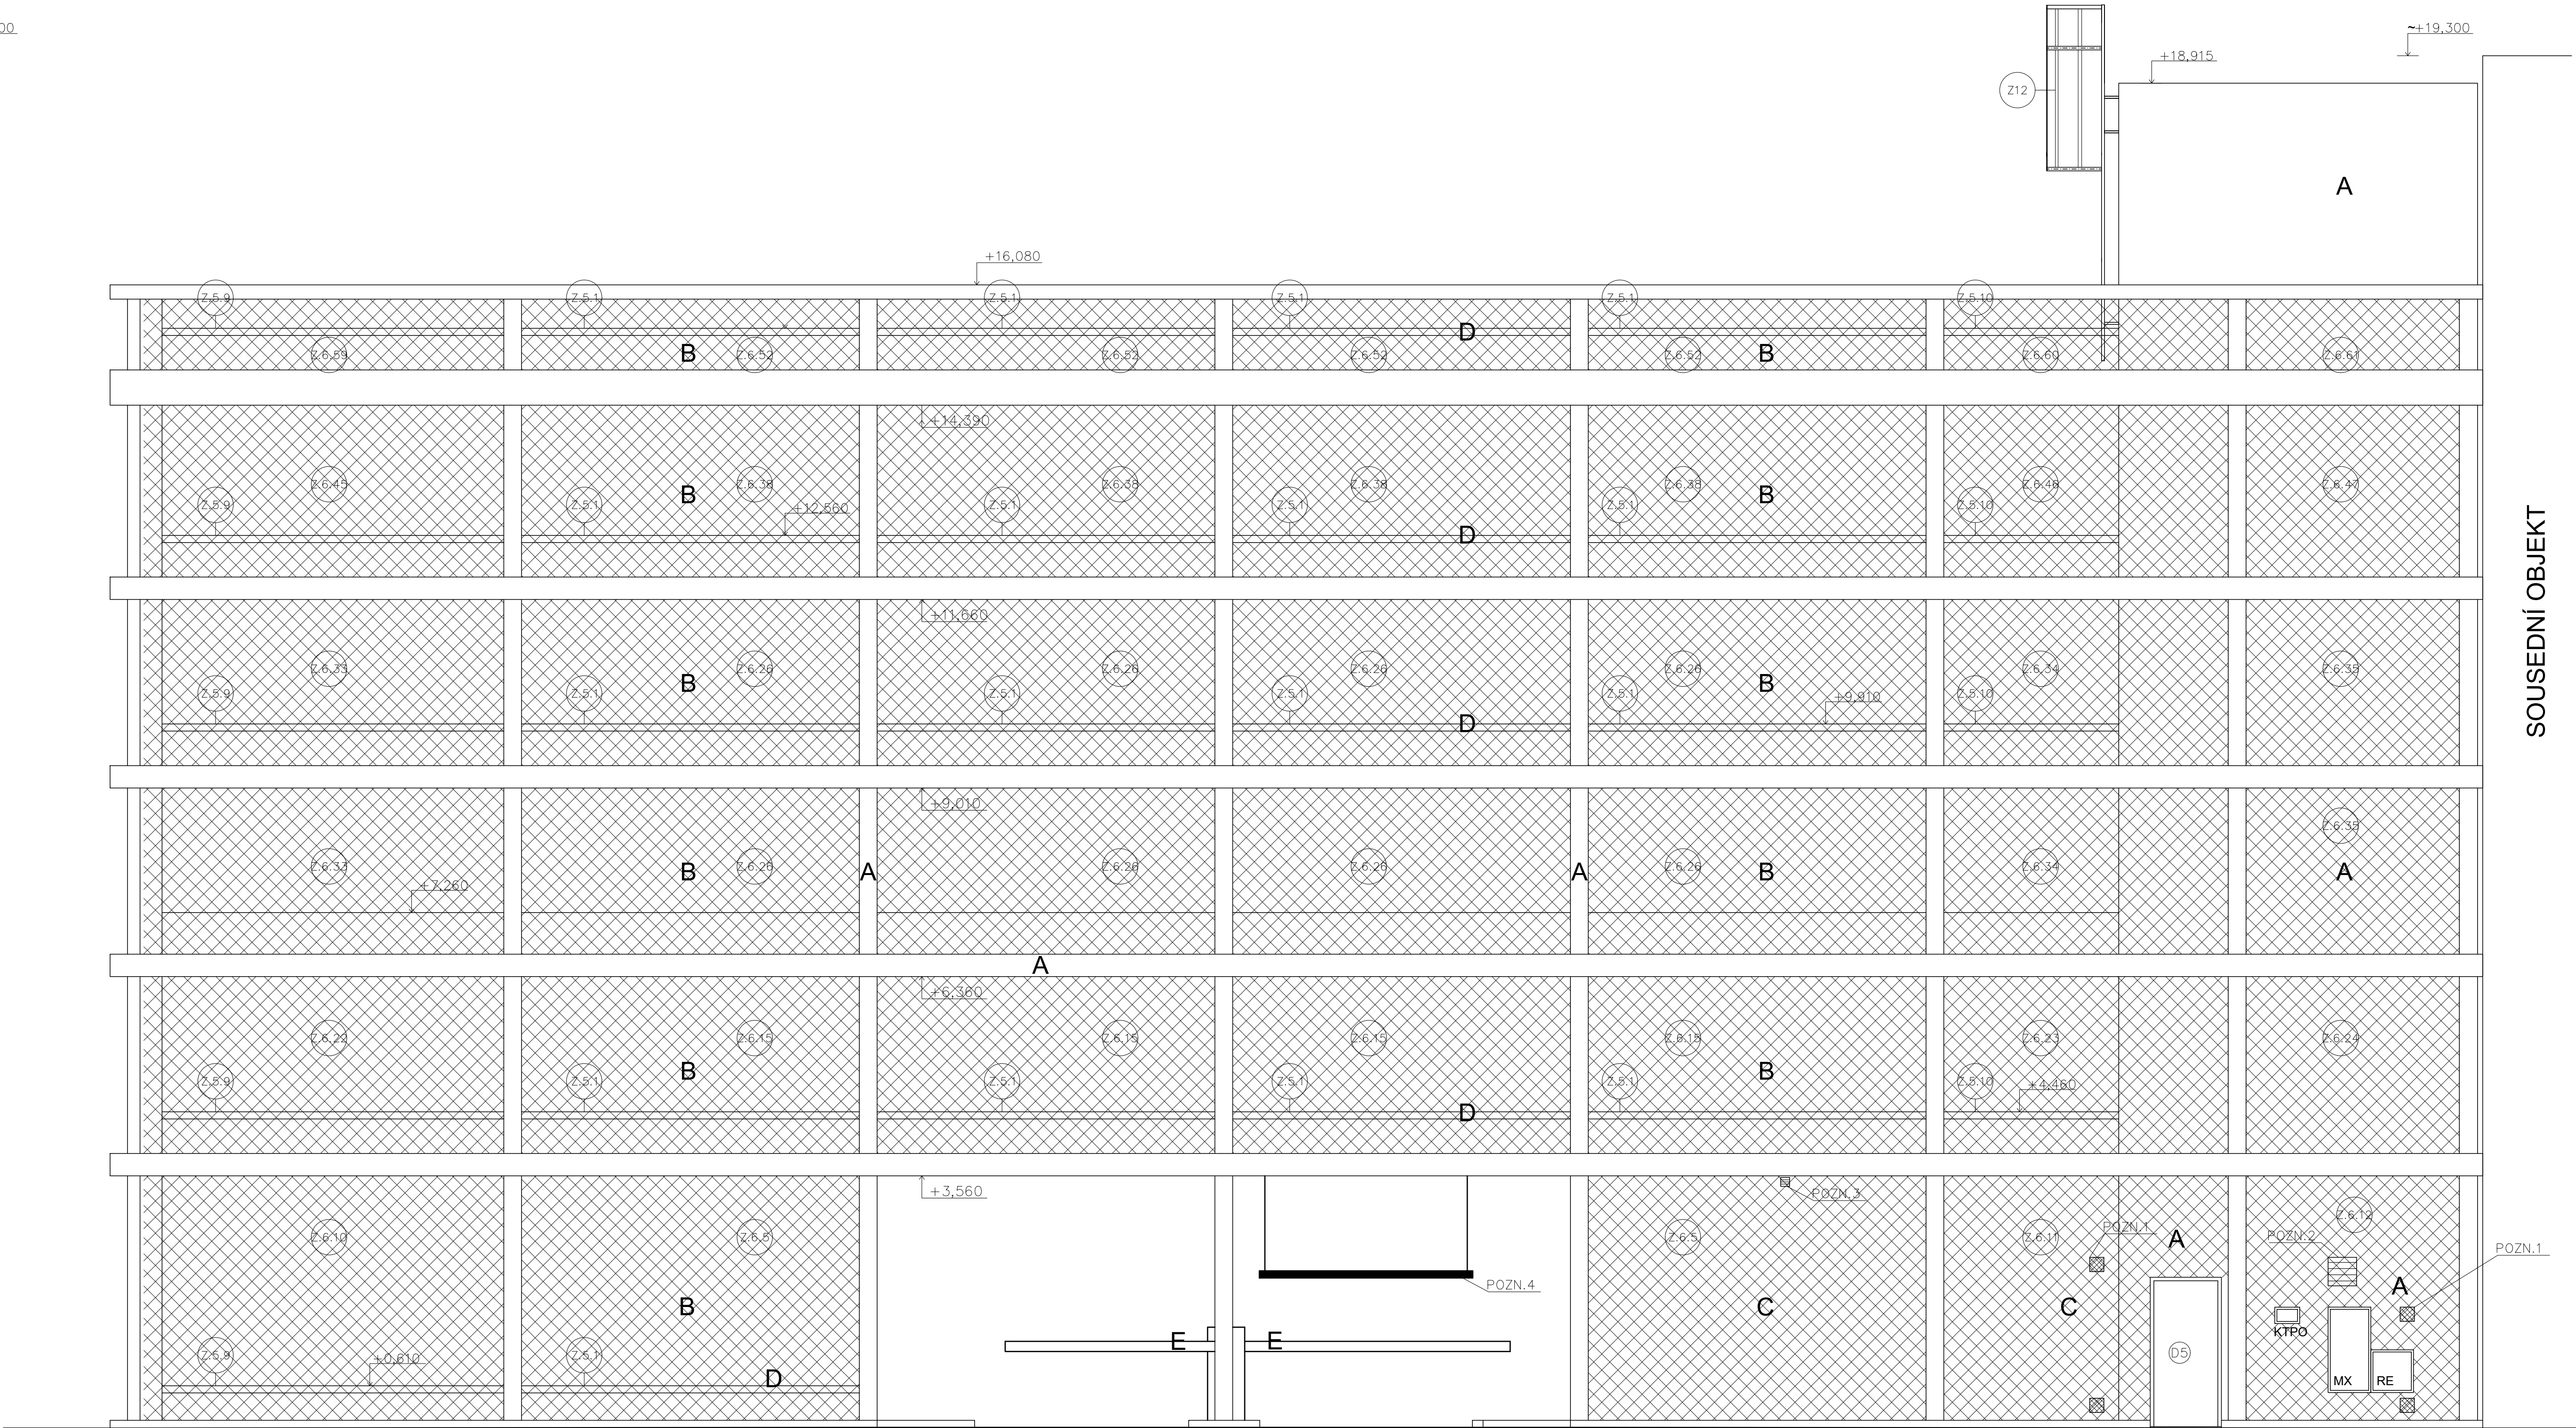 00
~+19,300
+18,915
Z12
A
+16,080
Z.5.9
Z.5.1
Z.5.1
Z.5.1
Z.5.1
Z.5.10
D
Z.6.59
B
Z.6.52
Z.6.52
Z.6.52
Z.6.52
B
Z.6.60
Z.6.61
+14,390
Z.6.45
B
Z.6.38
Z.6.38
Z.6.38
Z.6.38
B
Z.6.46
Z.6.47
Z.5.9
Z.5.1
+12,560
Z.5.1
Z.5.1
D
Z.5.1
Z.5.10
SOUSEDNÍ OBJEKT
+11,660
Z.6.33
B
Z.6.26
Z.6.26
Z.6.26
Z.6.26
B
Z.6.34
Z.6.35
Z.5.9
Z.5.1
Z.5.1
Z.5.1
D
Z.5.1
+9,910
Z.5.10
+9,010
Z.6.35
Z.6.33
B
Z.6.26
A
Z.6.26
Z.6.26
A
Z.6.26
B
Z.6.34
A
+7,260
A
+6,360
Z.6.22
Z.6.15
Z.6.15
Z.6.15
Z.6.15
Z.6.23
Z.6.24
Z.5.9
Z.5.1
B
Z.5.1
Z.5.1
D
Z.5.1
B
Z.5.10
+4,460
+3,560
POZN.3
Z.6.12
Z.6.10
Z.6.5
Z.6.5
Z.6.11
POZN.1
A
POZN.2
POZN.1
POZN.4
A
B
C
C
KTPO
E
E
Z.5.9
+0,610
Z.5.1
D
D5
MX
RE